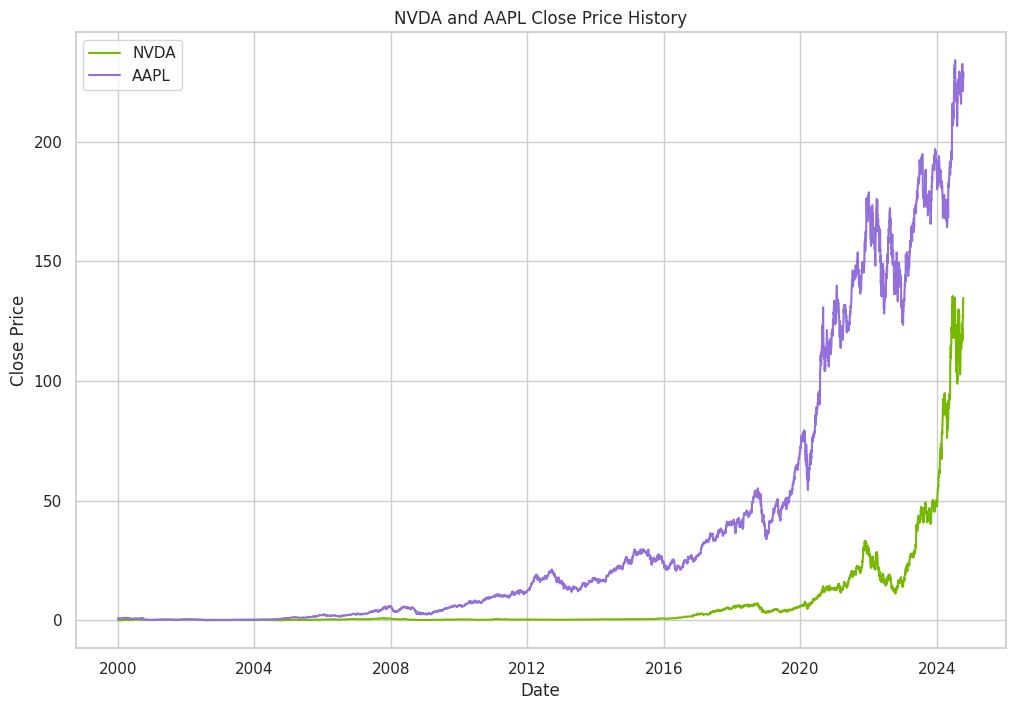 NVDA and AAPL Close Price History
NVDA
AAPL
Close Price
200
150
100
50
0
2000 2004 2008 2012 2016 2020 2024
Date